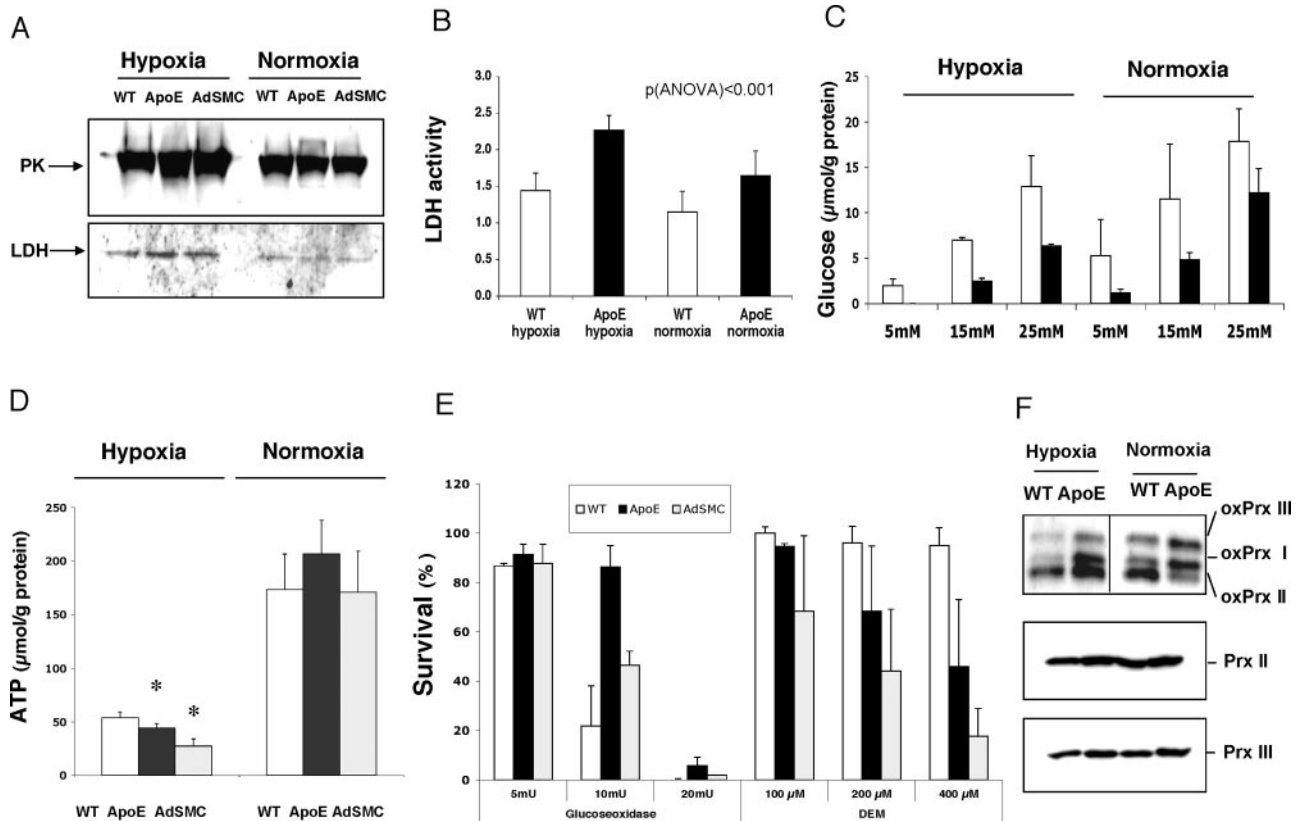 A
Hypoxia Normoxia
WT ApoE AdSMC WT ApoE AdSMC
PK
LDH
B
3.0
2.5
2.0
1.5
1.0
0.5
0.0
LDH activity
p(ANOVA)<0.001
WT hypoxia
ApoE hypoxia
WT normoxia
ApoE normoxia
C
Hypoxia Normoxia
25
20
15
10
5
0
Glucose (µmol/g protein)
5mM 15mM 25mM 5mM 15mM 25mM
D
Hypoxia Normoxia
250
200
150
100
50
0
ATP (µmol/g protein)
* *
WT ApoE AdSMC WT ApoE AdSMC
E
120
100
80
60
40
20
0
Survival (%)
WT ApoE AdSMC
5mU 10mU 20mU 100 µM 200 µM 400 µM
Glucoseoxidase DEM
F
Hypoxia Normoxia
WT ApoE WT ApoE
oxPrx III
oxPrx I
oxPrx II
Prx II
Prx III